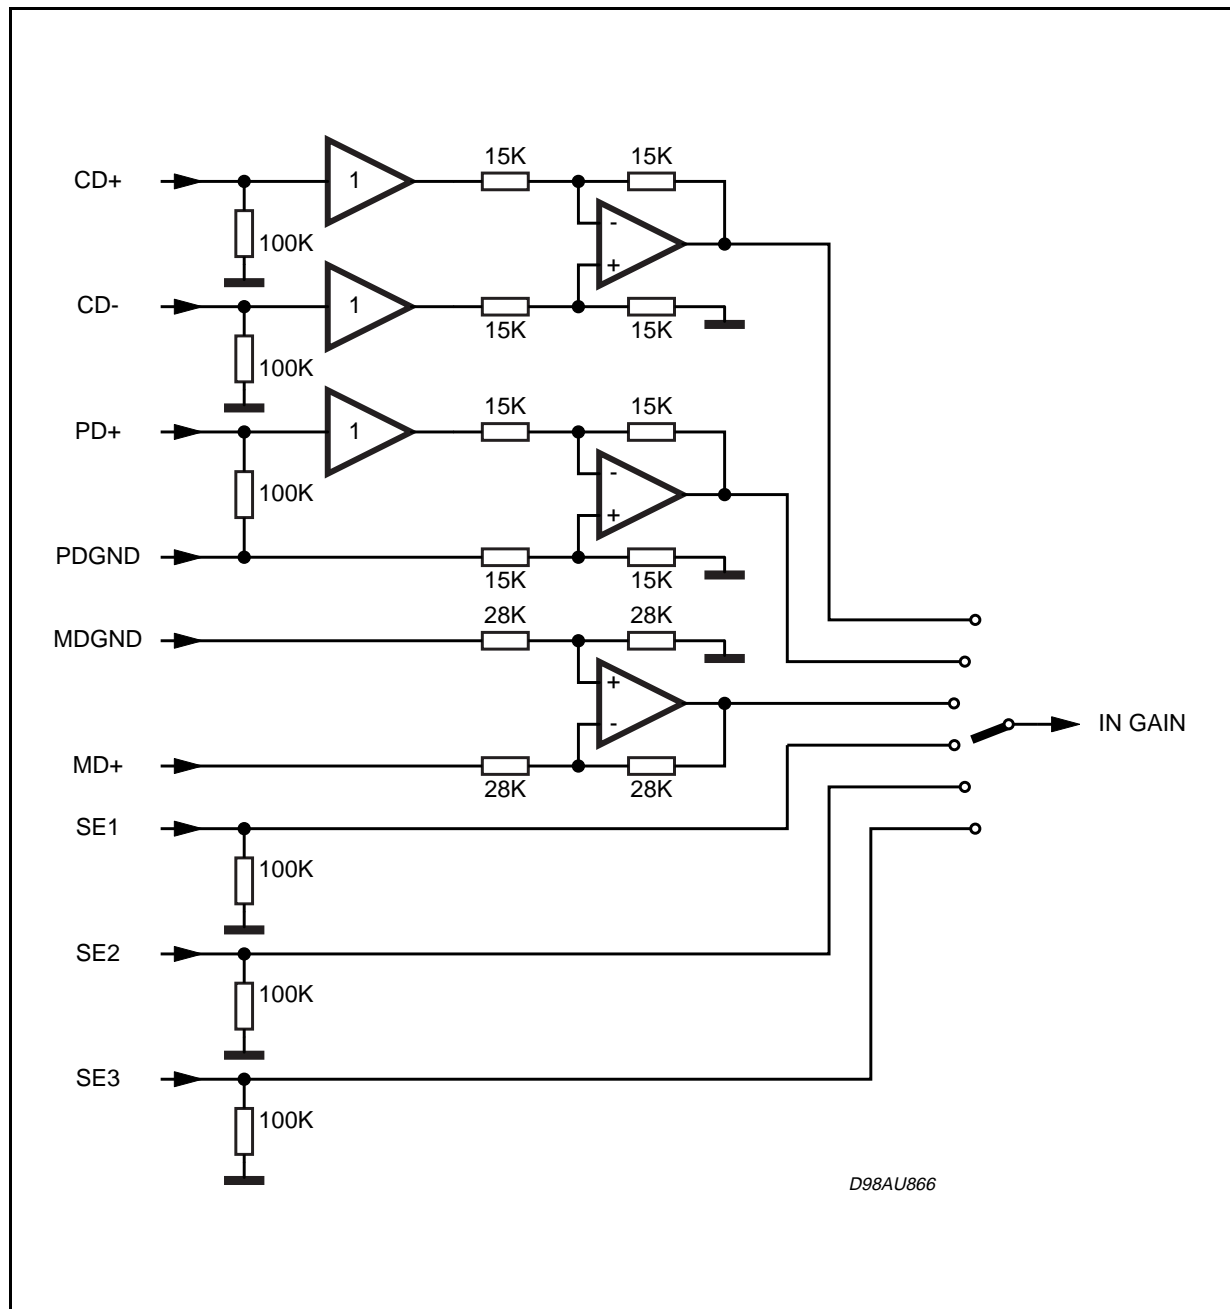 CD+
1
15K
15K
100K
-
+
CD-
1
15K
15K
100K
PD+
1
15K
15K
100K
-
+
PDGND
15K
15K
MDGND
28K
28K
+
-
IN GAIN
MD+
28K
28K
SE1
100K
SE2
100K
SE3
100K
D98AU866